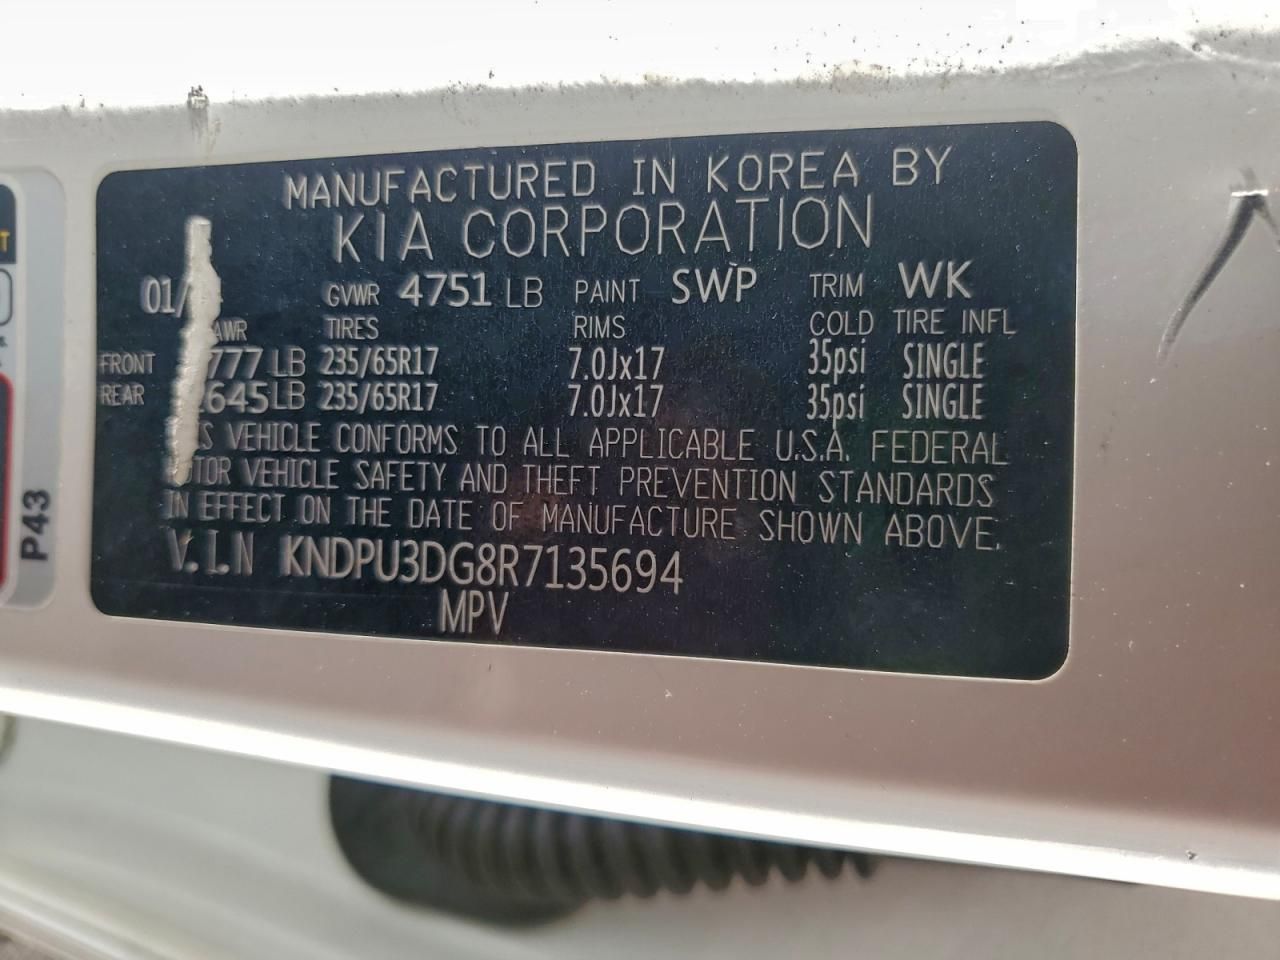 MANUFACTURED IN KOREA BY
KIA CORPORATION
01/ GVWR 4751 LB PAINT SWP TRIM WK
TIRES RIMS COLD TIRE INFL
FRONT 777 LB 235/65R17 7.0Jx17 35psi SINGLE
REAR 2645 LB 235/65R17 7.0Jx17 35psi SINGLE
VEHICLE CONFORMS TO ALL APPLICABLE U.S.A. FEDERAL
VEHICLE SAFETY AND THEFT PREVENTION STANDARDS
IN EFFECT ON THE DATE OF MANUFACTURE SHOWN ABOVE.
V.I.N KNDPU3DG8R7135694
MPV
P43